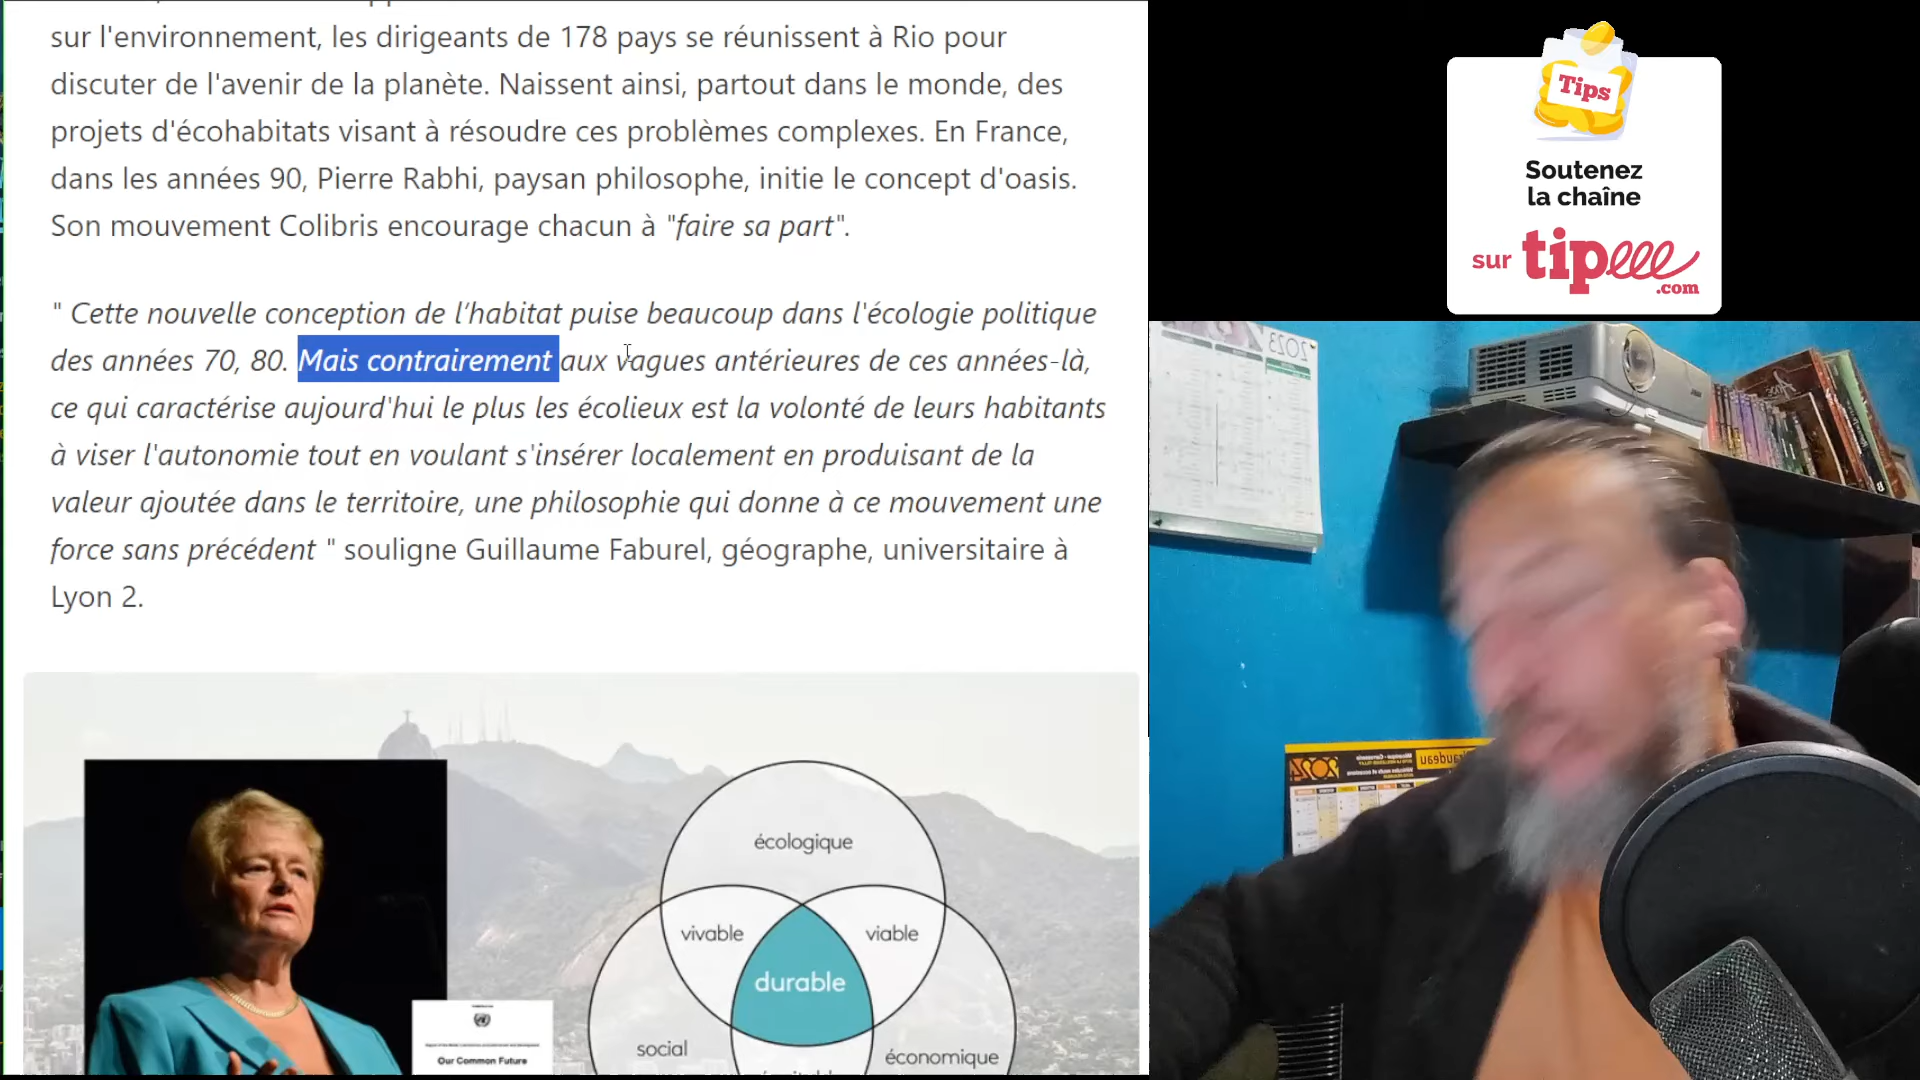 sur l'environnement, les dirigeants de 178 pays se réunissent à Rio pour
discuter de l'avenir de la planète. Naissent ainsi, partout dans le monde, des
projets d'écohabitats visant à résoudre ces problèmes complexes. En France,
dans les années 90, Pierre Rabhi, paysan philosophe, initie le concept d'oasis.
Son mouvement Colibris encourage chacun à "faire sa part".
" Cette nouvelle conception de l’habitat puise beaucoup dans l'écologie politique
des années 70, 80. Mais contrairement aux vagues antérieures de ces années-là,
ce qui caractérise aujourd'hui le plus les écolieux est la volonté de leurs habitants
à viser l'autonomie tout en voulant s'insérer localement en produisant de la
valeur ajoutée dans le territoire, une philosophie qui donne à ce mouvement une
force sans précédent " souligne Guillaume Faburel, géographe, universitaire à
Lyon 2.
écologique
vivable
viable
durable
social
économique
Our Common Future
Tips
Soutenez
la chaîne
sur tipeee
.com
2023